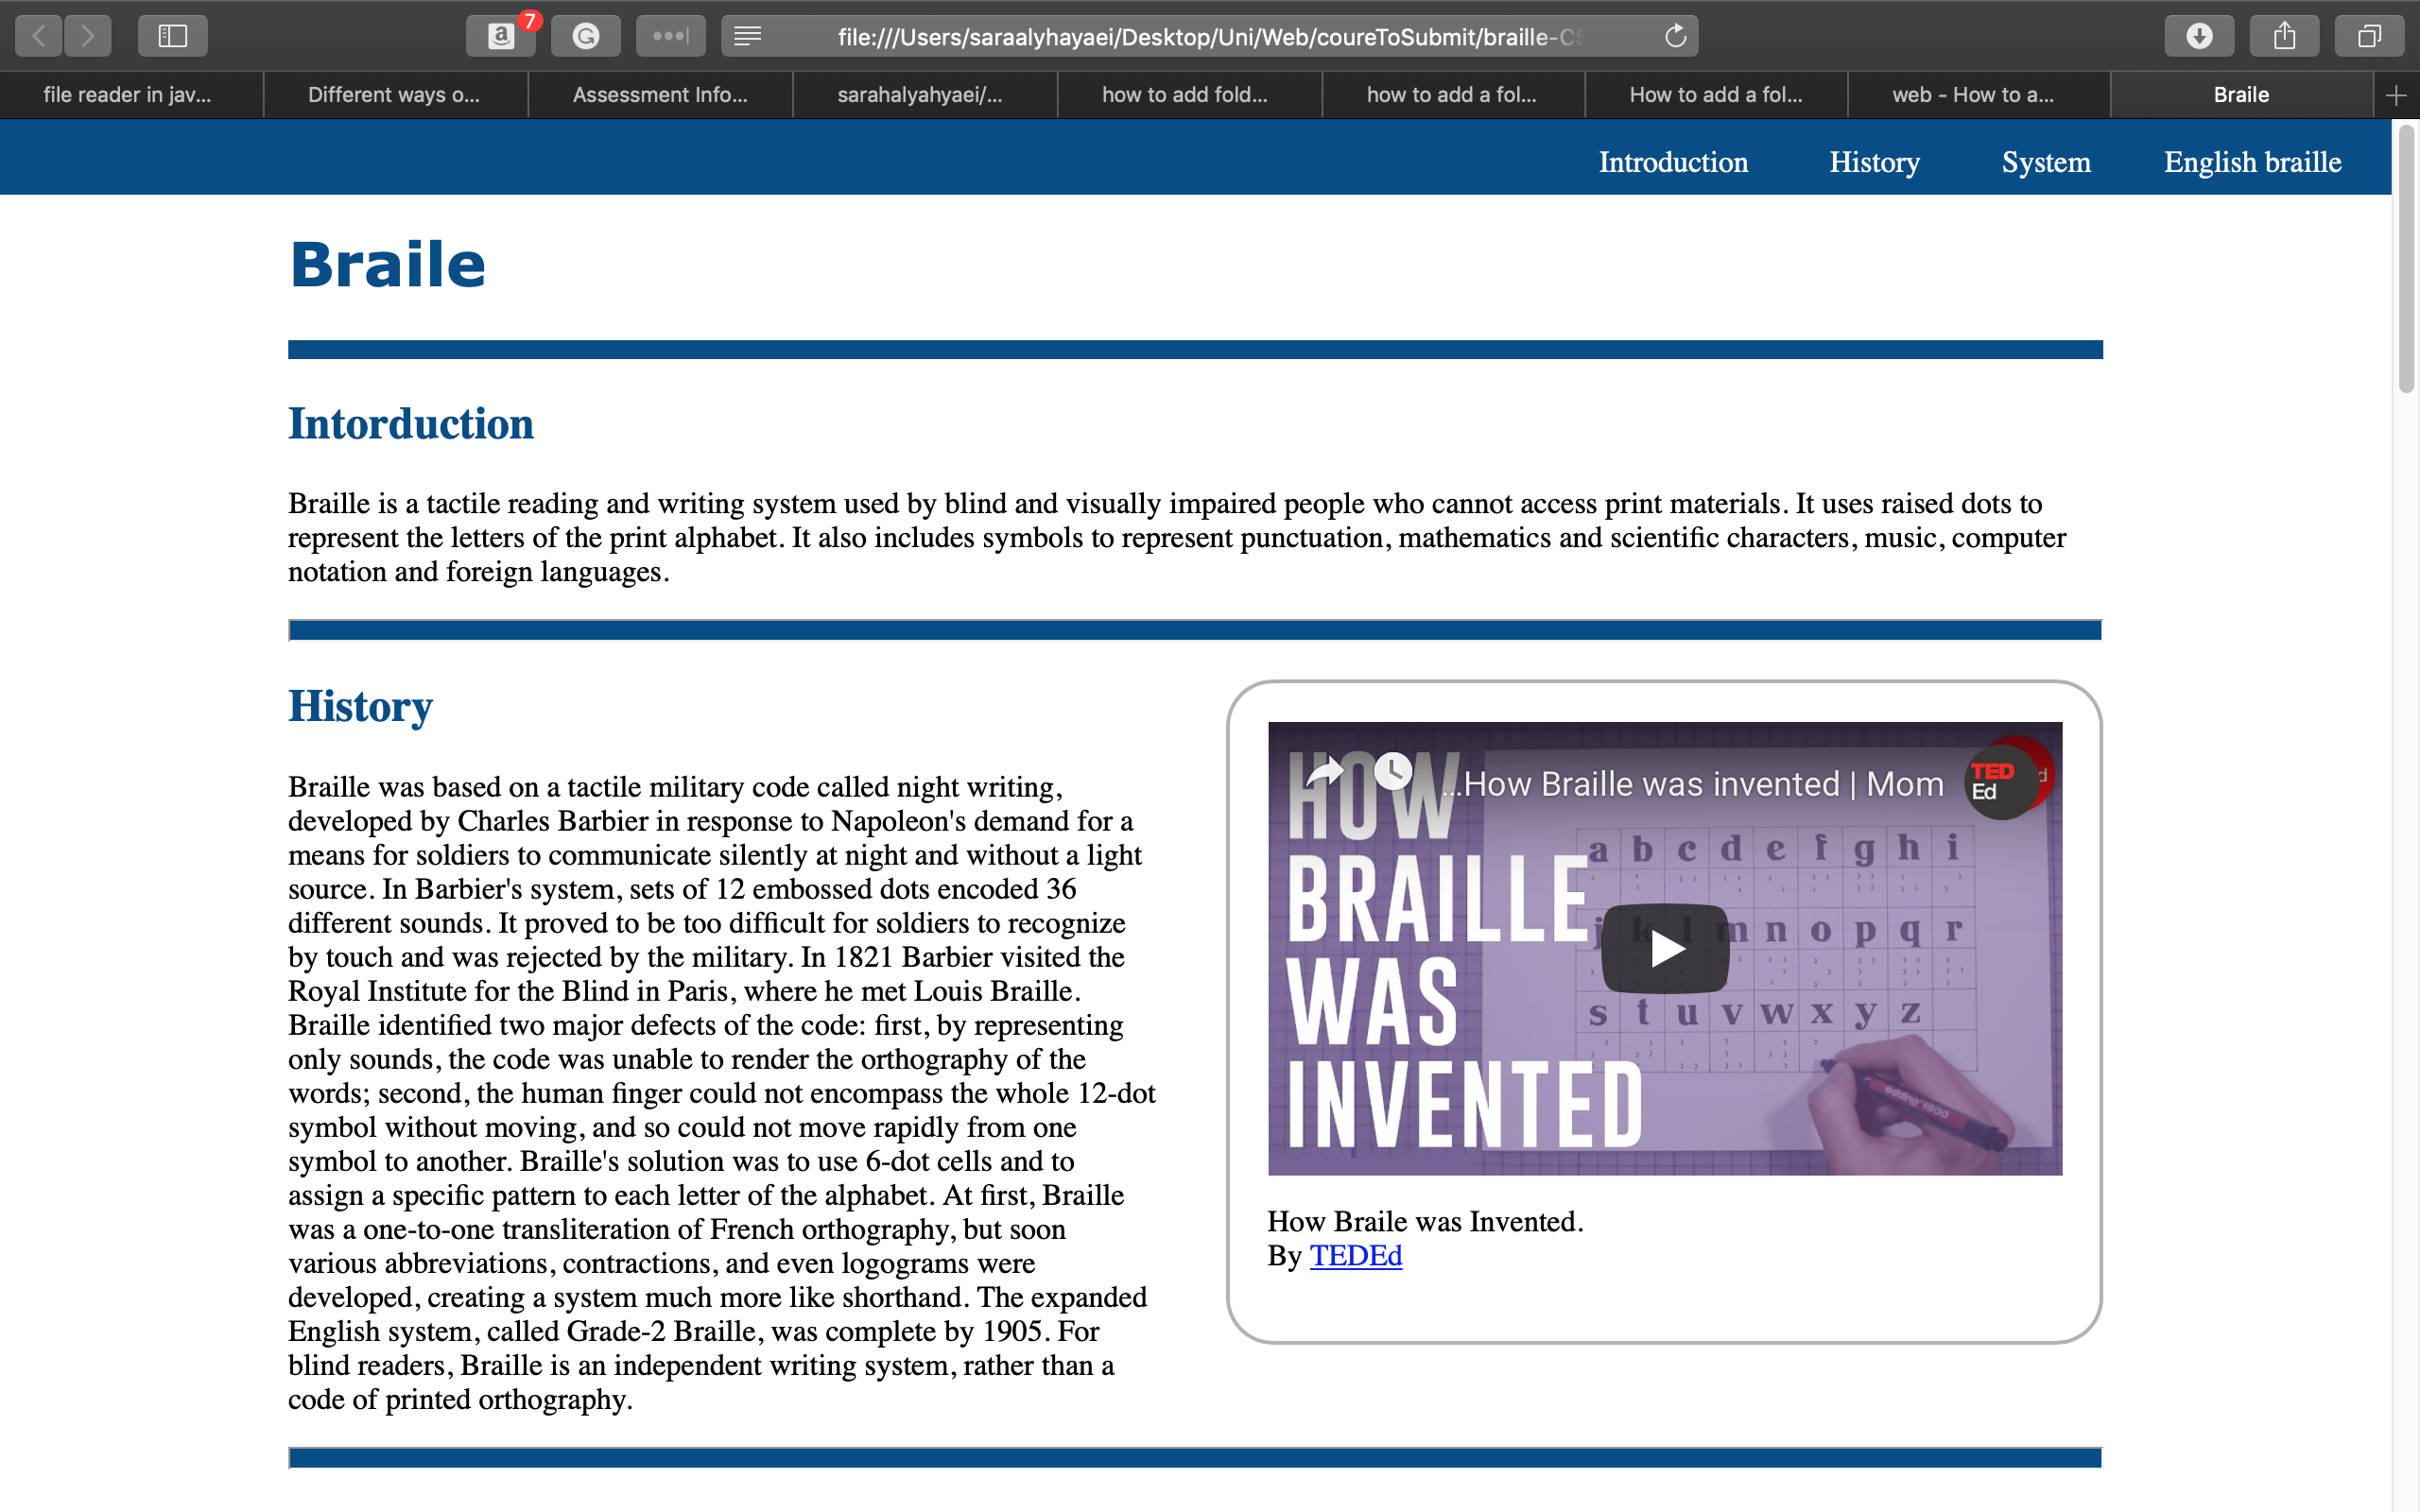 7
file:///Users/saraalyhayaei/Desktop/Uni/Web/coureToSubmit/braille-CS
file reader in jav...
Different ways o...
Assessment Info...
sarahalyahyaei/...
how to add fold...
how to add a fol...
How to add a fol...
web - How to a...
Braile
Introduction
History
System
English braille
Braile
Intorduction
Braille is a tactile reading and writing system used by blind and visually impaired people who cannot access print materials. It uses raised dots to
represent the letters of the print alphabet. It also includes symbols to represent punctuation, mathematics and scientific characters, music, computer
notation and foreign languages.
History
Braille was based on a tactile military code called night writing,
developed by Charles Barbier in response to Napoleon's demand for a
means for soldiers to communicate silently at night and without a light
source. In Barbier's system, sets of 12 embossed dots encoded 36
different sounds. It proved to be too difficult for soldiers to recognize
by touch and was rejected by the military. In 1821 Barbier visited the
Royal Institute for the Blind in Paris, where he met Louis Braille.
Braille identified two major defects of the code: first, by representing
only sounds, the code was unable to render the orthography of the
words; second, the human finger could not encompass the whole 12-dot
symbol without moving, and so could not move rapidly from one
symbol to another. Braille's solution was to use 6-dot cells and to
assign a specific pattern to each letter of the alphabet. At first, Braille
was a one-to-one transliteration of French orthography, but soon
various abbreviations, contractions, and even logograms were
developed, creating a system much more like shorthand. The expanded
English system, called Grade-2 Braille, was complete by 1905. For
blind readers, Braille is an independent writing system, rather than a
code of printed orthography.
...How Braille was invented | Mom
TED
Ed
HOW
BRAILLE
WAS
INVENTED
a b c d e f g h i
j k l m n o p q r
s t u v w x y z
edding 1800
How Braile was Invented.
By TEDEd